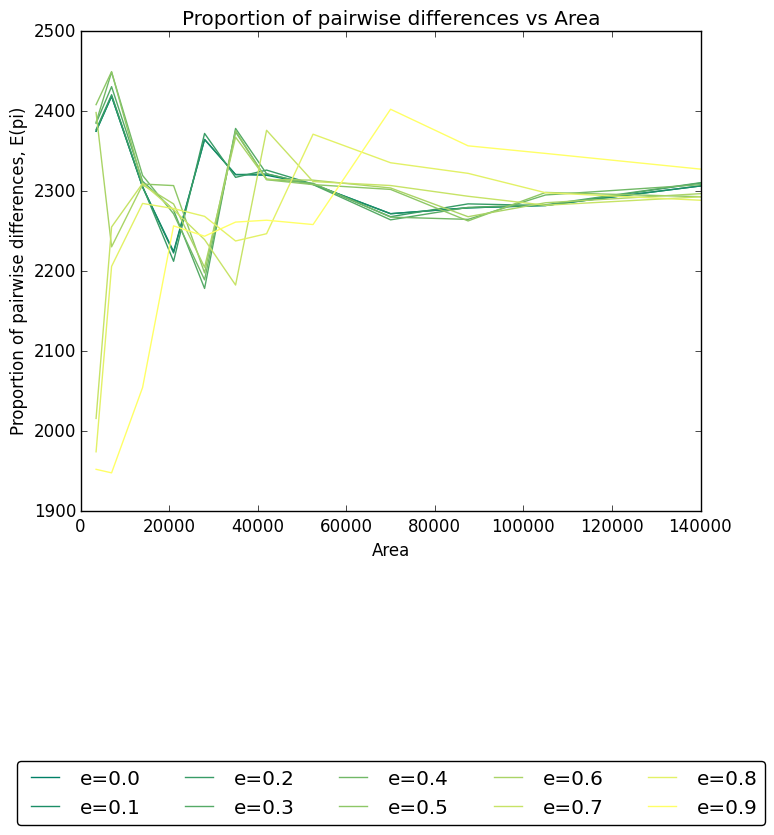 Proportion of pairwise differences vs Area
Proportion of pairwise differences, E(pi)
2500
2400
2300
2200
2100
2000
1900
0 20000 40000 60000 80000 100000 120000 140000
Area
e=0.0 e=0.2 e=0.4 e=0.6 e=0.8
e=0.1 e=0.3 e=0.5 e=0.7 e=0.9